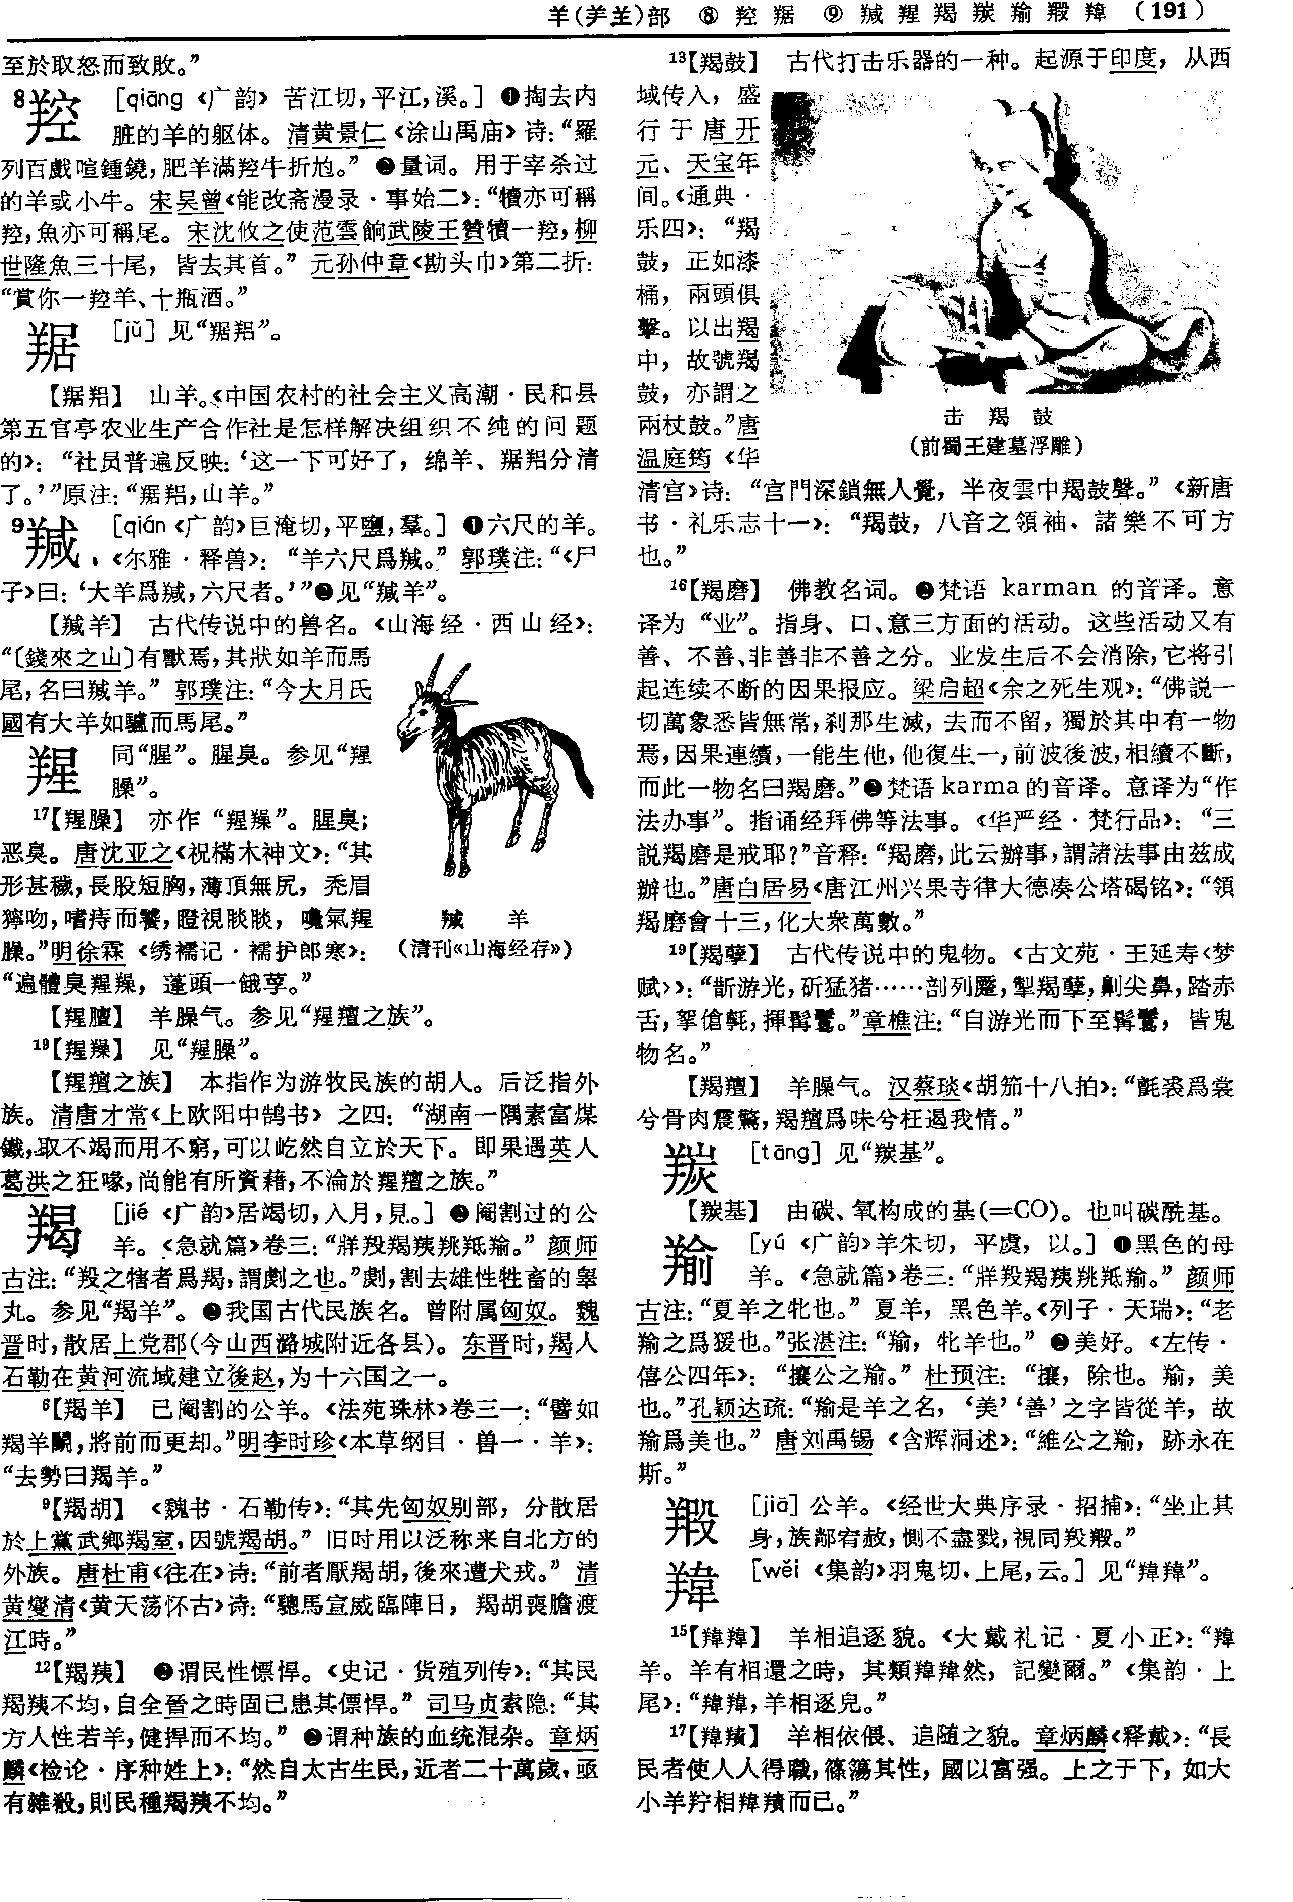 羊(⺶⺷)部 ⑧ 羫 䱟 ⑨ 羬 猩 羯 羰 羭 羖 羋 (191)
至於取怒而致敗。”
8羫 [qiāng《广韵》苦江切,平江,溪。] ❶掏去内
脏的羊的躯体。清黄景仁《涂山禹庙》诗:“羅
列百戲喧鍾鐃,肥羊滿羫牛折尥。” ❷量词。用于宰杀过
的羊或小牛。宋吴曾《能改斋漫录·事始二》:“犢亦可稱
羫,魚亦可稱尾。宋沈攸之使范雲餉武陵王贊犢一羫,柳
世隆魚三十尾,皆去其首。”元孙仲章《勘头巾》第二折:
“賞你一羫羊、十瓶酒。”
[jǔ] 见“
山羊。《中国农村的社会主义高潮·民和县
第五官亭农业生产合作社是怎样解决组织不纯的问题
的》:“社员普遍反映:‘这一下可好了,绵羊、分清
了。’”原注:“山羊。”
9羬 [qián《广韵》巨淹切,平鹽,羣。] ❶六尺的羊。
《尔雅·释兽》:“羊六尺爲羬。”郭璞注:“《尸
子》曰:‘大羊爲羬,六尺者。’”❷见“羬羊”。
【羬羊】 古代传说中的兽名。《山海经·西山经》:
“〔錢來之山〕有獸焉,其狀如羊而馬
尾,名曰羬羊。”郭璞注:“今大月氏
國有大羊如驢而馬尾。”
同“腥”。腥臭。参见“
臊”。
17【臊】 亦作“”。腥臭;
恶臭。唐沈亚之《祝樠木神文》:“其
形甚穢,長股短胸,薄頂無尻,禿眉
獰吻,嗜痔而饕,瞪視睒睒,嚵氣
臊。”明徐霖《绣襦记·襦护郎寒》:
“遍體臭,蓬頭一餓莩。”
羬 羊
(清刊《山海经存》)
羊臊气。参见“羶之族”。
19 见“臊”。
【羶之族】 本指作为游牧民族的胡人。后泛指外
族。清唐才常《上欧阳中鹄书》之四:“湖南一隅素富煤
鐵,取不竭而用不窮,可以屹然自立於天下。即果遇英人
葛洪之狂喙,尚能有所資藉,不淪於羶之族。”
羯 [jié《广韵》居竭切,入月,見。] ❶阉割过的公
羊。《急就篇》卷三:“牂羖羯羠羜羝羭。”颜师
古注:“羖之犗者爲羯,謂劇之也。”劇,割去雄性牲畜的睾
丸。参见“羯羊”。❷我国古代民族名。曾附属匈奴。魏
晋时,散居上党郡(今山西潞城附近各县)。东晋时,羯人
石勒在黄河流域建立後赵,为十六国之一。
6【羯羊】 已阉割的公羊。《法苑珠林》卷三一:“譬如
羯羊鬭,將前而更却。”明李时珍《本草纲目·兽一·羊》:
“去勢曰羯羊。”
9【羯胡】 《魏书·石勒传》:“其先匈奴别部,分散居
於上黨武鄉羯室,因號羯胡。”旧时用以泛称来自北方的
外族。唐杜甫《往在》诗:“前者厭羯胡,後來遭犬戎。”清
黄燮清《黄天荡怀古》诗:“驄馬宣威臨陣日,羯胡喪膽渡
江時。”
12【羯羠】 ❶谓民性慓悍。《史记·货殖列传》:“其民
羯羠不均,自全晉之時固已患其僄悍。”司马贞索隐:“其
方人性若羊,健捍而不均。”❷谓种族的血统混杂。章炳
麟《检论·序种姓上》:“然自太古生民,近者二十萬歲,亟
有雜殽,則民種羯羠不均。”
13【羯鼓】 古代打击乐器的一种。起源于印度,从西
域传入,盛
行于唐开
元、天宝年
间。《通典·
乐四》:“羯
鼓,正如漆
桶,兩頭俱
擊。以出羯
中,故號羯
鼓,亦謂之
兩杖鼓。”唐
温庭筠《华
击 羯 鼓
(前蜀王建墓浮雕)
清宫》诗:“宫門深鎖無人覺,半夜雲中羯鼓聲。”《新唐
书·礼乐志十一》:“羯鼓,八音之領袖,諸樂不可方
也。”
16【羯磨】 佛教名词。❶梵语 karman 的音译。意
译为“业”。指身、口、意三方面的活动。这些活动又有
善、不善、非善非不善之分。业发生后不会消除,它将引
起连续不断的因果报应。梁启超《余之死生观》:“佛説一
切萬象悉皆無常,刹那生滅,去而不留,獨於其中有一物
焉,因果連續,一能生他,他復生一,前波後波,相續不斷,
而此一物名曰羯磨。”❷梵语 karma 的音译。意译为“作
法办事”。指诵经拜佛等法事。《华严经·梵行品》:“三
説羯磨是戒耶?”音释:“羯磨,此云辦事,謂諸法事由茲成
辦也。”唐白居易《唐江州兴果寺律大德凑公塔碣铭》:“領
羯磨會十三,化大衆萬數。”
19【羯孽】 古代传说中的鬼物。《古文苑·王延寿〈梦
赋〉》:“斮游光,斫猛猪……剖列蹷,掣羯孽,劓尖鼻,踏赤
舌,拏傖毦,揮髯鬟。”章樵注:“自游光而下至髯鬟,皆鬼
物名。”
【羯羶】 羊臊气。汉蔡琰《胡笳十八拍》:“氈裘爲裳
兮骨肉震驚,羯羶爲味兮枉遏我情。”
羰 [tāng] 见“羰基”。
【羰基】 由碳、氧构成的基(=CO)。也叫碳酰基。
羭 [yú《广韵》羊朱切,平虞,以。] ❶黑色的母
羊。《急就篇》卷三:“牂羖羯羠羜羝羭。”颜师
古注:“夏羊之牝也。”夏羊,黑色羊。《列子·天瑞》:“老
羭之爲猨也。”张湛注:“羭,牝羊也。”❷美好。《左传·
僖公四年》:“攘公之羭。”杜预注:“攘,除也。羭,美
也。”孔颖达疏:“羭是羊之名,‘美’‘善’之字皆從羊,故
羭爲美也。”唐刘禹锡《含辉洞述》:“維公之羭,跡永在
斯。”
[jiā] 公羊。《经世大典序录·招捕》:“坐止其
身,族鄰宥赦,惻不盡戮,視同羖。”
[wěi《集韵》羽鬼切,上尾,云。] 见“”。
15 羊相追逐貌。《大戴礼记·夏小正》:“
羊。羊有相還之時,其類然,記變爾。”《集韵·上
尾》:“羊相逐皃。”
17 羊相依偎、追随之貌。章炳麟《释戴》:“長
民者使人人得職,篠簜其性,國以富强。上之于下,如大
小羊羜相而已。”